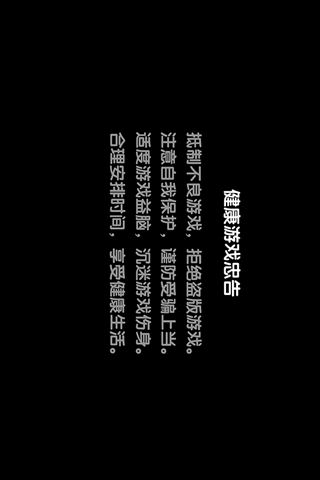 健康游戏忠告
抵制不良游戏，拒绝盗版游戏。
注意自我保护，谨防受骗上当。
适度游戏益脑，沉迷游戏伤身。
合理安排时间，享受健康生活。